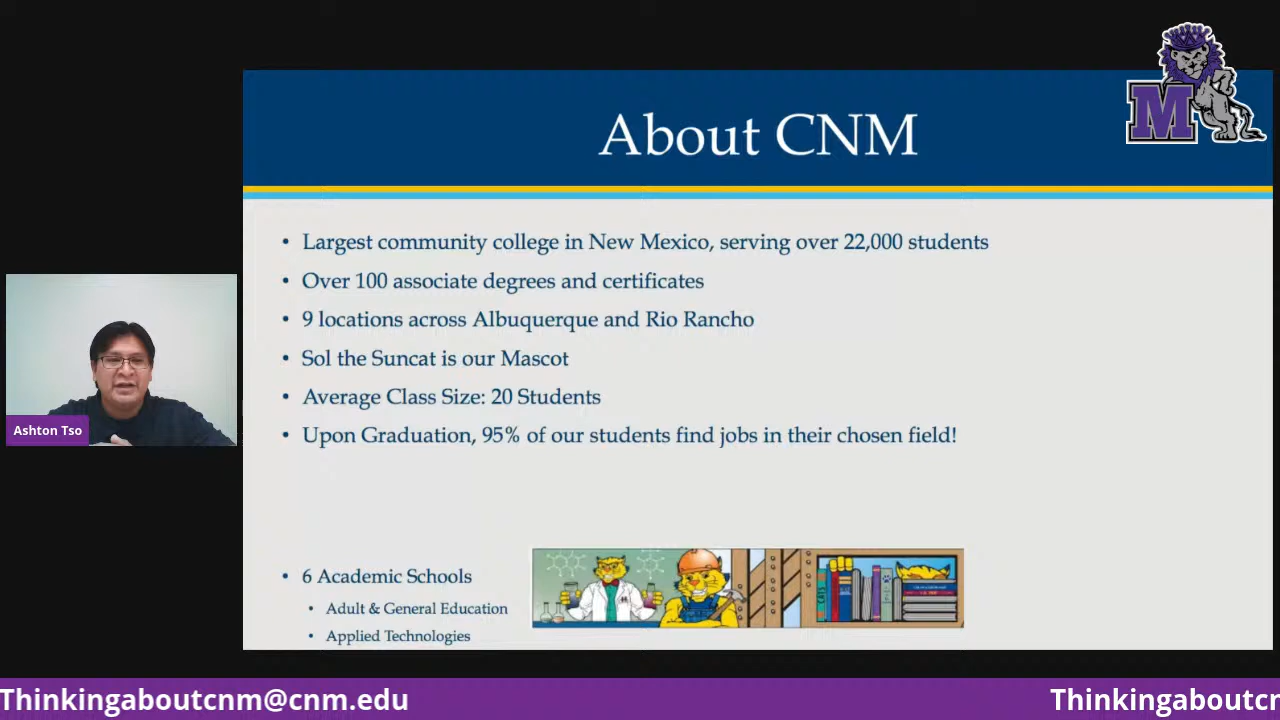 About CNM
M
• Largest community college in New Mexico, serving over 22,000 students
• Over 100 associate degrees and certificates
• 9 locations across Albuquerque and Rio Rancho
• Sol the Suncat is our Mascot
• Average Class Size: 20 Students
• Upon Graduation, 95% of our students find jobs in their chosen field!
Ashton Tso
• 6 Academic Schools
• Adult & General Education
• Applied Technologies
Thinkingaboutcnm@cnm.edu
Thinkingaboutcn